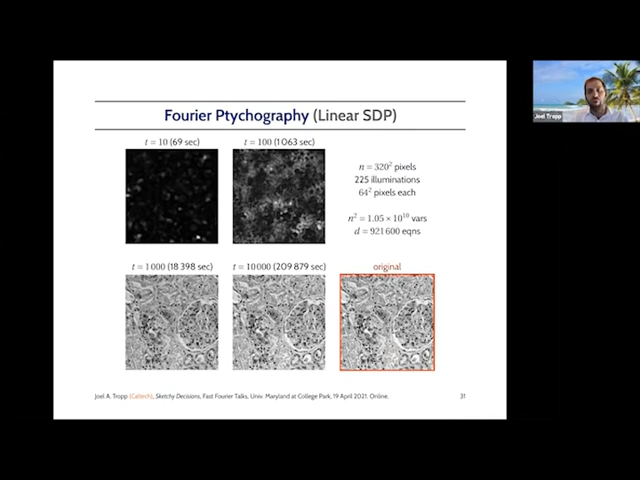 Fourier Ptychography (Linear SDP)
t = 10 (69 sec)
t = 100 (1 063 sec)
n = 320² pixels
225 illuminations
64² pixels each
n² = 1.05 × 10¹⁰ vars
d = 921 600 eqns
t = 1 000 (18 398 sec)
t = 10 000 (209 879 sec)
original
Joel A. Tropp (Caltech), Sketchy Decisions, Fast Fourier Talks, Univ. Maryland at College Park, 19 April 2021. Online.
31
Joel Tropp